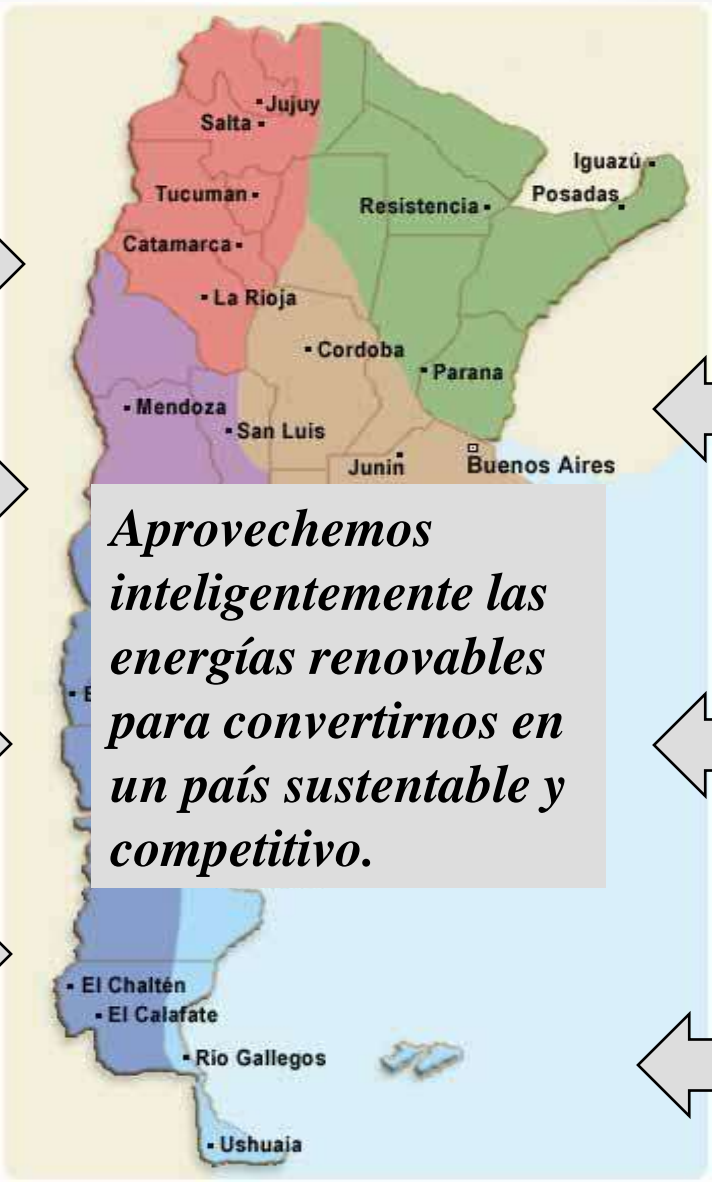 Jujuy
Salta
Iguazú
Tucuman
Posadas
Resistencia
Catamarca
La Rioja
Cordoba
Parana
Mendoza
San Luis
Junin
Buenos Aires
Aprovechemos
inteligentemente las
energías renovables
para convertirnos en
un país sustentable y
competitivo.
El Chaltén
El Calafate
Rio Gallegos
Ushuaia